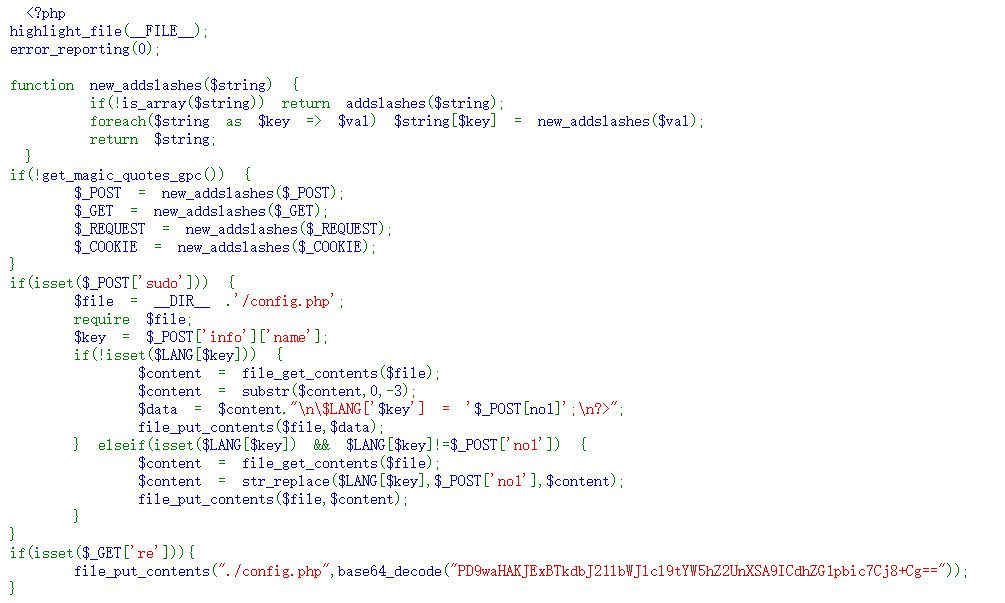 <?php
highlight_file(__FILE__);
error_reporting(0);
function new_addslashes($string) {
if(!is_array($string)) return addslashes($string);
foreach($string as $key => $val) $string[$key] = new_addslashes($val);
return $string;
}
if(!get_magic_quotes_gpc()) {
$_POST = new_addslashes($_POST);
$_GET = new_addslashes($_GET);
$_REQUEST = new_addslashes($_REQUEST);
$_COOKIE = new_addslashes($_COOKIE);
}
if(isset($_POST['sudo'])) {
$file = __DIR__ .'/config.php';
require $file;
$key = $_POST['info']['name'];
if(!isset($LANG[$key])) {
$content = file_get_contents($file);
$content = substr($content,0,-3);
$data = $content."\n\$LANG['$key'] = '$_POST[no1]';\n?>";
file_put_contents($file,$data);
} elseif(isset($LANG[$key]) && $LANG[$key]!=$_POST['no1']) {
$content = file_get_contents($file);
$content = str_replace($LANG[$key],$_POST['no1'],$content);
file_put_contents($file,$content);
}
}
if(isset($_GET['re'])){
file_put_contents("./config.php",base64_decode("PD9waHAKJExBTkdbJ21lbWJlcl9tYW5hZ2UnXSA9ICdhZG1pbic7Cj8+Cg=="));
}